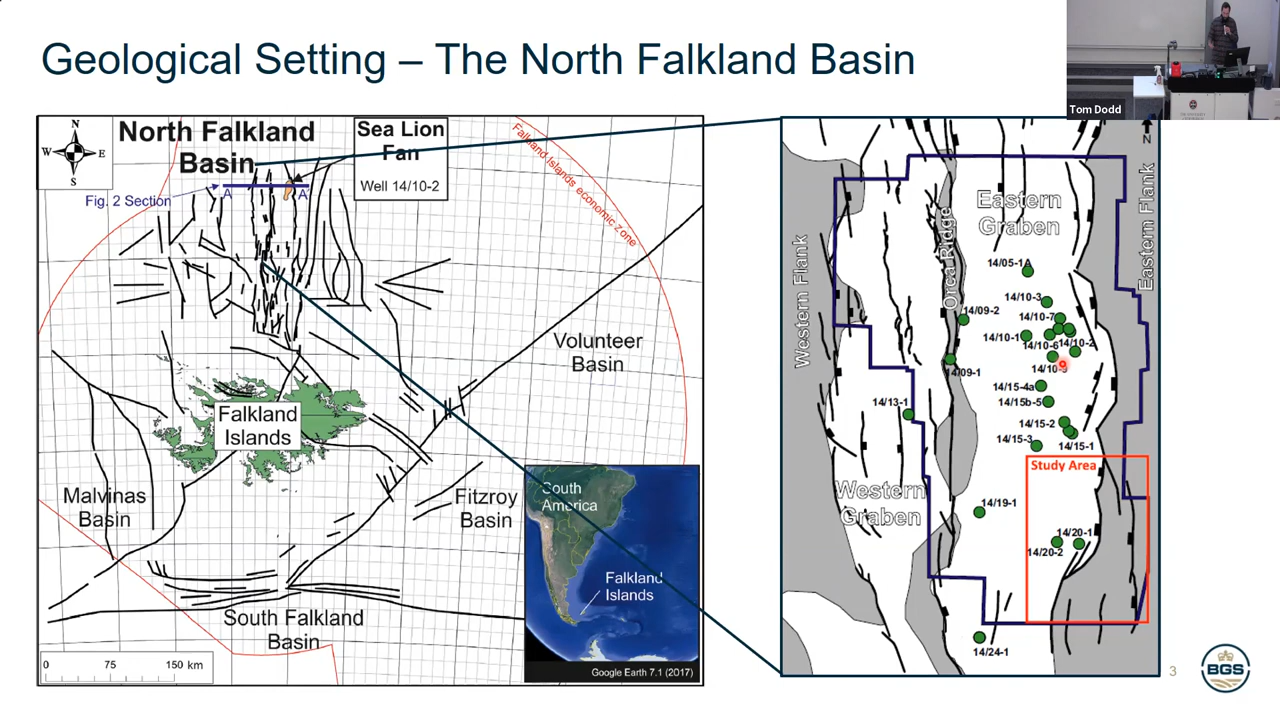 Geological Setting – The North Falkland Basin
Tom Dodd
N
W
E
S
North Falkland
Basin
Sea Lion
Fan
Well 14/10-2
Fig. 2 Section
A
A'
Falkland Islands economic zone
Volunteer
Basin
Falkland
Islands
Malvinas
Basin
Fitzroy
Basin
South Falkland
Basin
0 75 150 km
South
America
Falkland
Islands
Google Earth 7.1 (2017)
N
Eastern
Graben
Orca Ridge
Western Flank
Eastern Flank
14/05-1A
14/10-3
14/09-2
14/10-7
14/10-1
14/10-6
14/10-2
14/09-1
14/15-4a
14/13-1
14/15b-5
14/15-2
14/15-3
14/15-1
Study Area
Western
Graben
14/19-1
14/20-1
14/20-2
14/24-1
3
BGS